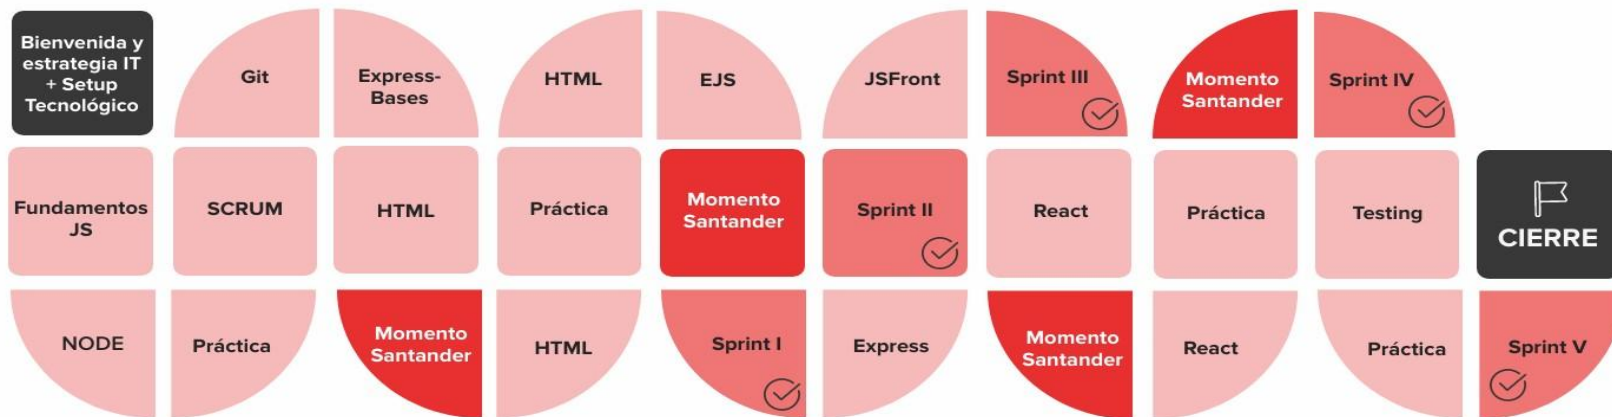 Bienvenida y
estrategia IT
+ Setup
Tecnológico
Fundamentos
JS
NODE
Práctica
SCRUM
Git
Express-
Bases
HTML
Momento
Santander
HTML
Práctica
HTML
EJS
Momento
Santander
Sprint I
Express
Sprint II
JSFront
Sprint III
React
Momento
Santander
React
Práctica
Momento
Santander
Sprint IV
Testing
Práctica
Sprint V
CIERRE